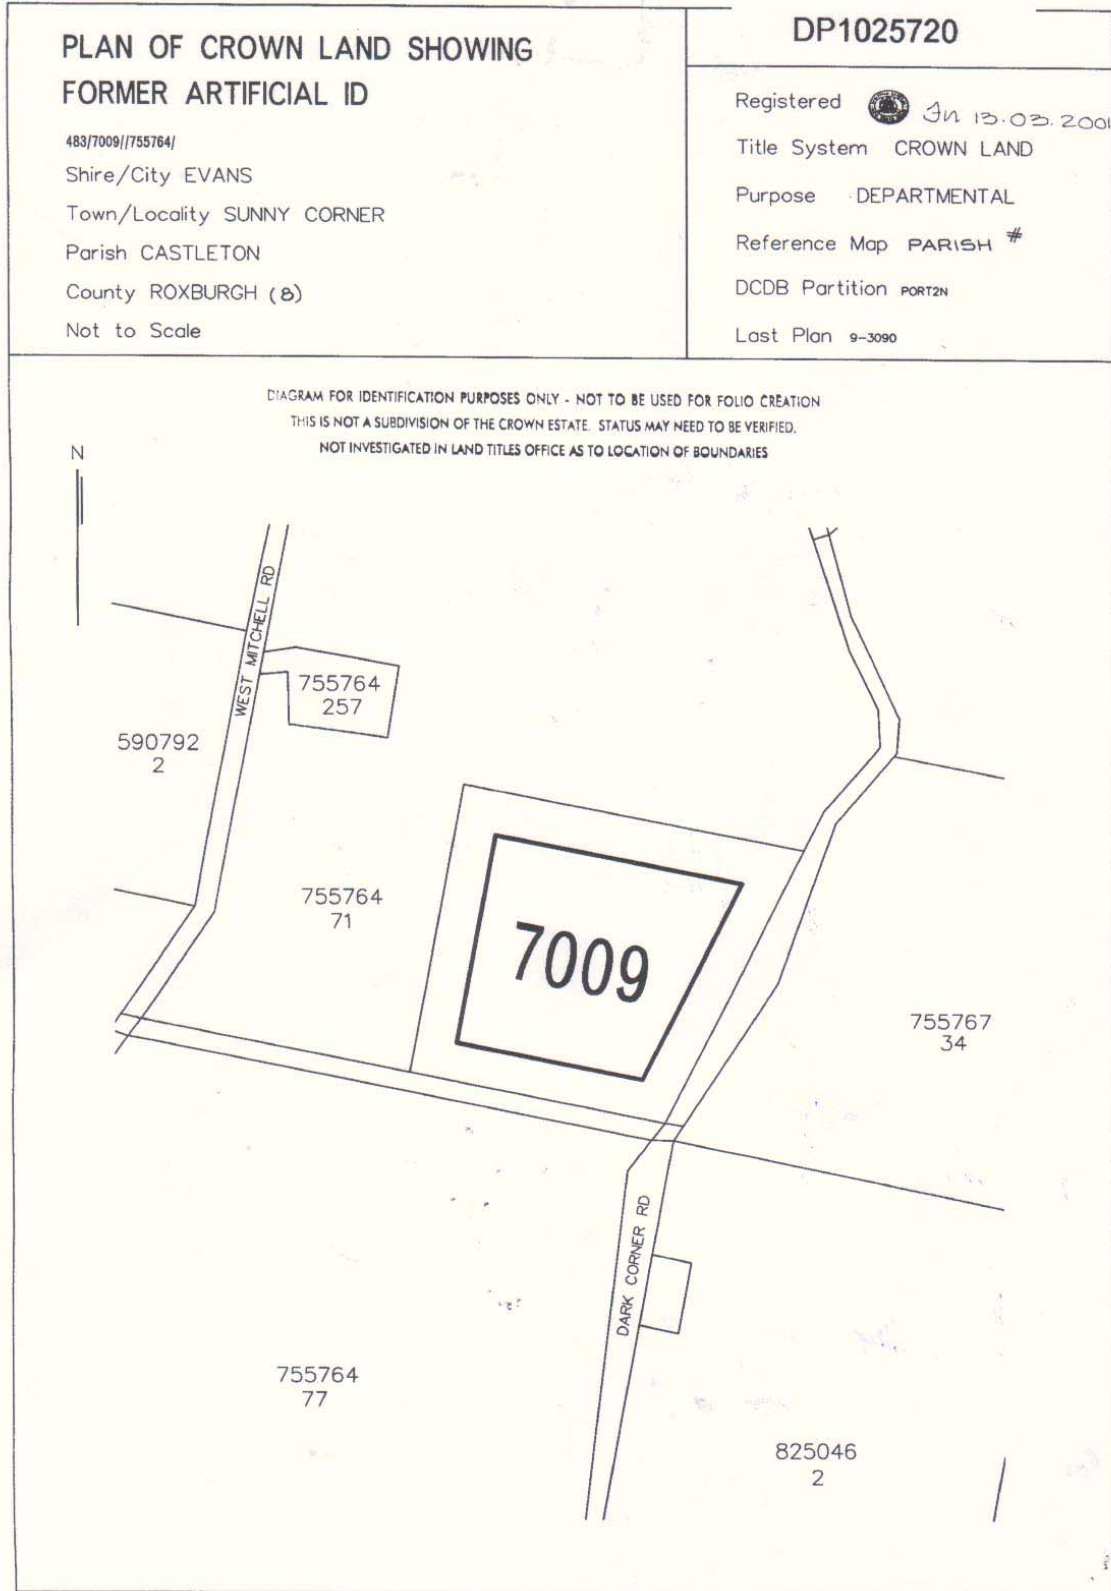 PLAN OF CROWN LAND SHOWING
FORMER ARTIFICIAL ID
483/7009//755764/
Shire/City EVANS
Town/Locality SUNNY CORNER
Parish CASTLETON
County ROXBURGH (8)
Not to Scale
DP1025720
Registered 13.03.2001
Title System CROWN LAND
Purpose DEPARTMENTAL
Reference Map PARISH #
DCDB Partition PORT2N
Last Plan 9-3090
DIAGRAM FOR IDENTIFICATION PURPOSES ONLY - NOT TO BE USED FOR FOLIO CREATION
THIS IS NOT A SUBDIVISION OF THE CROWN ESTATE. STATUS MAY NEED TO BE VERIFIED.
NOT INVESTIGATED IN LAND TITLES OFFICE AS TO LOCATION OF BOUNDARIES
N
WEST MITCHELL RD
755764
257
590792
2
755764
71
7009
755767
34
DARK CORNER RD
755764
77
825046
2